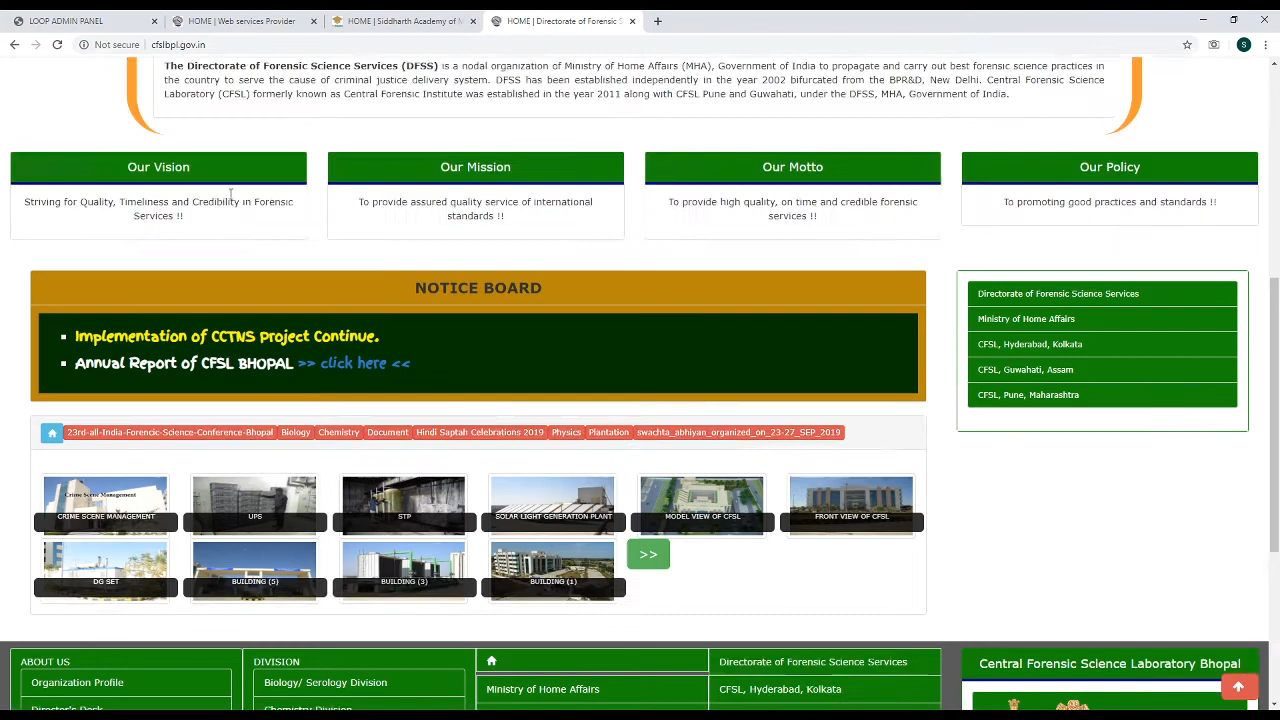 LOOP ADMIN PANEL
HOME | Web services Provider
HOME | Siddharth Academy of M
HOME | Directorate of Forensic S
Not secure | cfslbpl.gov.in
S
The Directorate of Forensic Science Services (DFSS) is a nodal organization of Ministry of Home Affairs (MHA), Government of India to propagate and carry out best forensic science practices in
the country to serve the cause of criminal justice delivery system. DFSS has been established independently in the year 2002 bifurcated from the BPR&D, New Delhi. Central Forensic Science
Laboratory (CFSL) formerly known as Central Forensic Institute was established in the year 2011 along with CFSL Pune and Guwahati, under the DFSS, MHA, Government of India.
Our Vision
Striving for Quality, Timeliness and Credibility in Forensic
Services !!
Our Mission
To provide assured quality service of international
standards !!
Our Motto
To provide high quality, on time and credible forensic
services !!
Our Policy
To promoting good practices and standards !!
NOTICE BOARD
Implementation of CCTNS Project Continue.
Annual Report of CFSL BHOPAL >> click here <<
Directorate of Forensic Science Services
Ministry of Home Affairs
CFSL, Hyderabad, Kolkata
CFSL, Guwahati, Assam
CFSL, Pune, Maharashtra
23rd-all-India-Forencic-Science-Conference-Bhopal Biology Chemistry Document Hindi Saptah Celebrations 2019 Physics Plantation swachta_abhiyan_organized_on_23-27_SEP_2019
Crime Scene Management
CRIME SCENE MANAGEMENT
UPS
STP
SOLAR LIGHT GENERATION PLANT
MODEL VIEW OF CFSL
FRONT VIEW OF CFSL
DG SET
BUILDING (5)
BUILDING (3)
BUILDING (1)
>>
ABOUT US
Organization Profile
Director's Desk
DIVISION
Biology/ Serology Division
Chemistry Division
Ministry of Home Affairs
Directorate of Forensic Science Services
CFSL, Hyderabad, Kolkata
Central Forensic Science Laboratory Bhopal